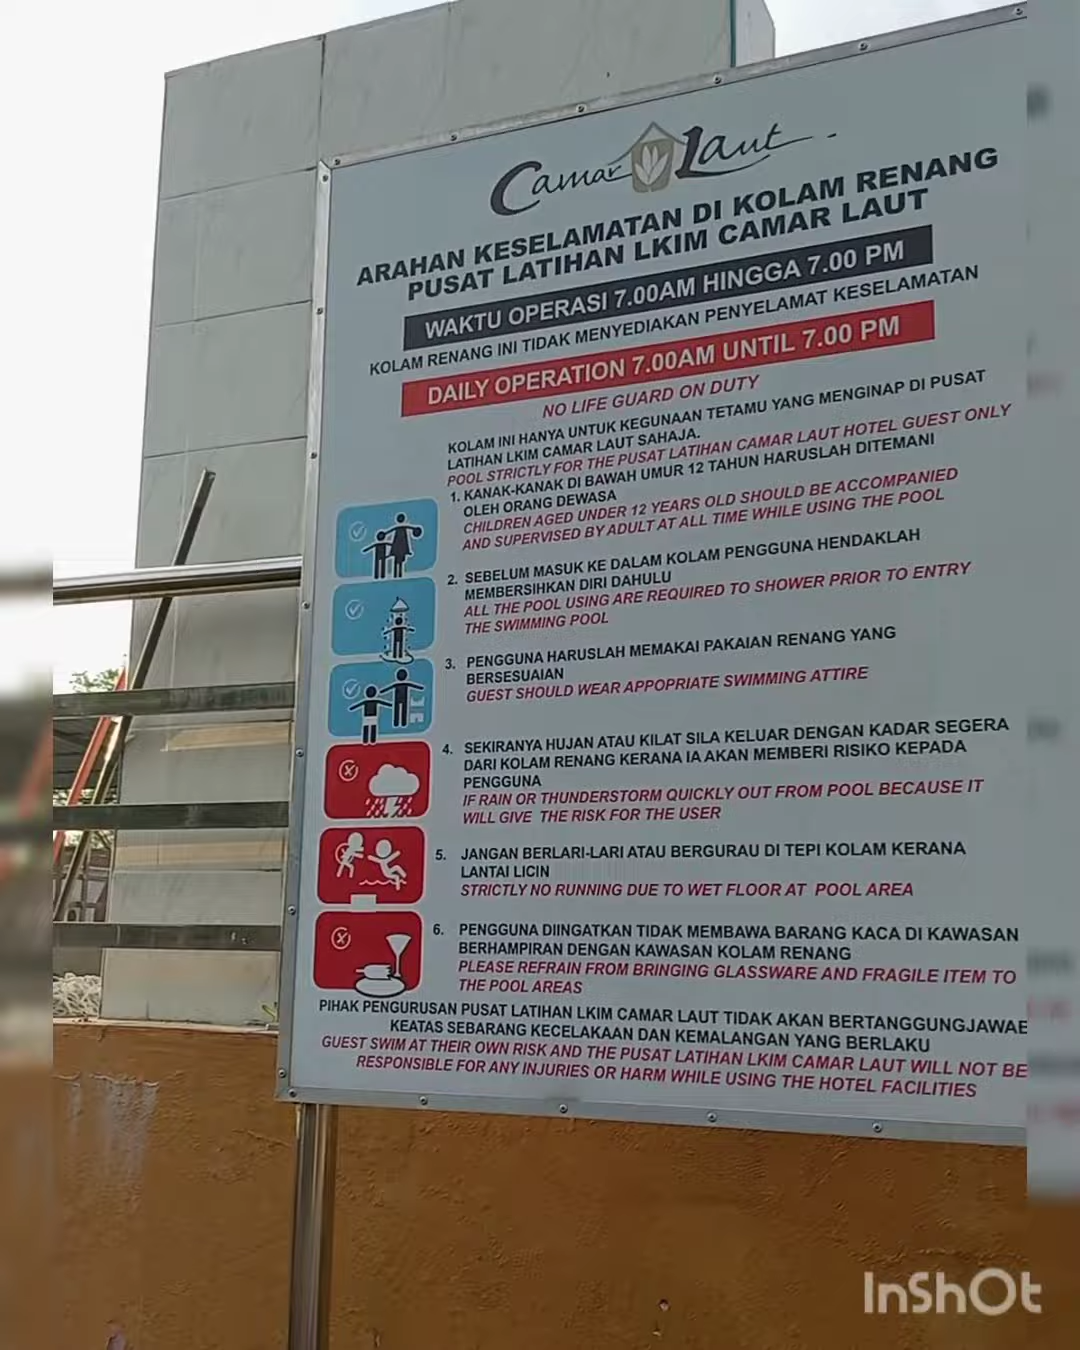 Camar Laut
ARAHAN KESELAMATAN DI KOLAM RENANG
PUSAT LATIHAN LKIM CAMAR LAUT
WAKTU OPERASI 7.00AM HINGGA 7.00 PM
KOLAM RENANG INI TIDAK MENYEDIAKAN PENYELAMAT KESELAMATAN
DAILY OPERATION 7.00AM UNTIL 7.00 PM
NO LIFE GUARD ON DUTY
KOLAM INI HANYA UNTUK KEGUNAAN TETAMU YANG MENGINAP DI PUSAT
LATIHAN LKIM CAMAR LAUT SAHAJA.
POOL STRICTLY FOR THE PUSAT LATIHAN CAMAR LAUT HOTEL GUEST ONLY
1. KANAK-KANAK DI BAWAH UMUR 12 TAHUN HARUSLAH DITEMANI
OLEH ORANG DEWASA
CHILDREN AGED UNDER 12 YEARS OLD SHOULD BE ACCOMPANIED
AND SUPERVISED BY ADULT AT ALL TIME WHILE USING THE POOL
2. SEBELUM MASUK KE DALAM KOLAM PENGGUNA HENDAKLAH
MEMBERSIHKAN DIRI DAHULU
ALL THE POOL USING ARE REQUIRED TO SHOWER PRIOR TO ENTRY
THE SWIMMING POOL
3. PENGGUNA HARUSLAH MEMAKAI PAKAIAN RENANG YANG
BERSESUAIAN
GUEST SHOULD WEAR APPOPRIATE SWIMMING ATTIRE
4. SEKIRANYA HUJAN ATAU KILAT SILA KELUAR DENGAN KADAR SEGERA
DARI KOLAM RENANG KERANA IA AKAN MEMBERI RISIKO KEPADA
PENGGUNA
IF RAIN OR THUNDERSTORM QUICKLY OUT FROM POOL BECAUSE IT
WILL GIVE THE RISK FOR THE USER
5. JANGAN BERLARI-LARI ATAU BERGURAU DI TEPI KOLAM KERANA
LANTAI LICIN
STRICTLY NO RUNNING DUE TO WET FLOOR AT POOL AREA
6. PENGGUNA DIINGATKAN TIDAK MEMBAWA BARANG KACA DI KAWASAN
BERHAMPIRAN DENGAN KAWASAN KOLAM RENANG
PLEASE REFRAIN FROM BRINGING GLASSWARE AND FRAGILE ITEM TO
THE POOL AREAS
PIHAK PENGURUSAN PUSAT LATIHAN LKIM CAMAR LAUT TIDAK AKAN BERTANGGUNGJAWAB
KEATAS SEBARANG KECELAKAAN DAN KEMALANGAN YANG BERLAKU
GUEST SWIM AT THEIR OWN RISK AND THE PUSAT LATIHAN LKIM CAMAR LAUT WILL NOT BE
RESPONSIBLE FOR ANY INJURIES OR HARM WHILE USING THE HOTEL FACILITIES
InShOt